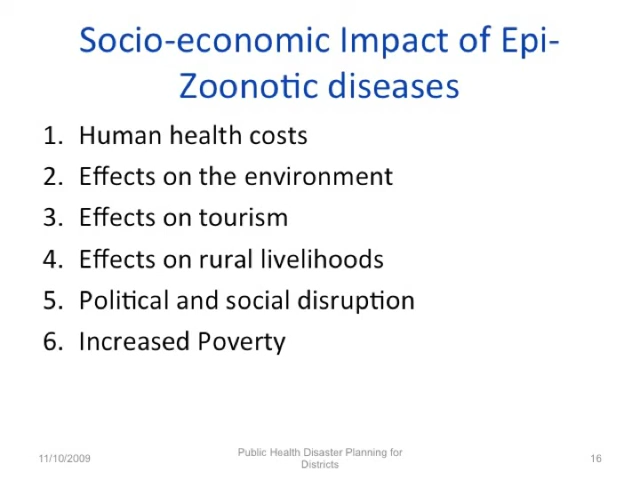 Socio-economic Impact of Epi-
Zoonotic diseases
1. Human health costs
2. Effects on the environment
3. Effects on tourism
4. Effects on rural livelihoods
5. Political and social disruption
6. Increased Poverty
11/10/2009
Public Health Disaster Planning for
Districts
16